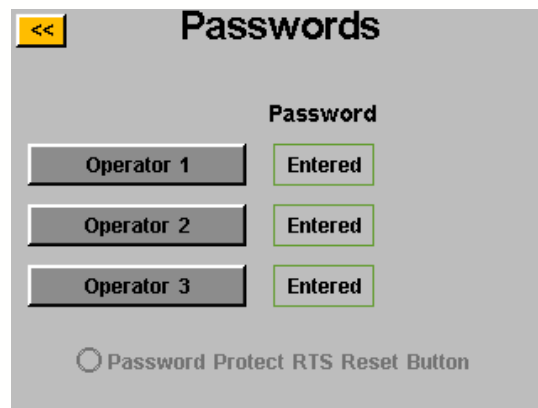 << Passwords
Password
Operator 1 Entered
Operator 2 Entered
Operator 3 Entered
Password Protect RTS Reset Button